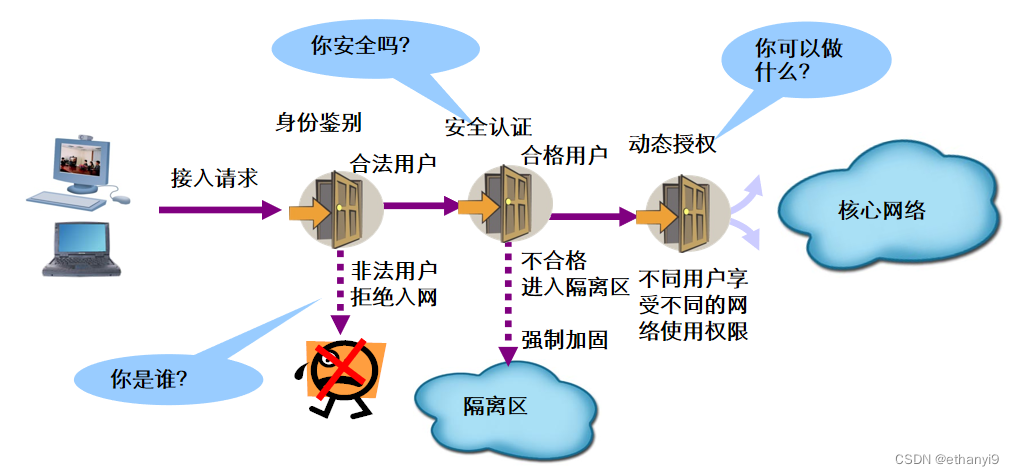 你安全吗?
你可以做
什么?
身份鉴别
安全认证
动态授权
接入请求
合法用户
合格用户
核心网络
非法用户
拒绝入网
不合格
进入隔离区
强制加固
不同用户享
受不同的网
络使用权限
你是谁?
隔离区
CSDN @ethanyi9